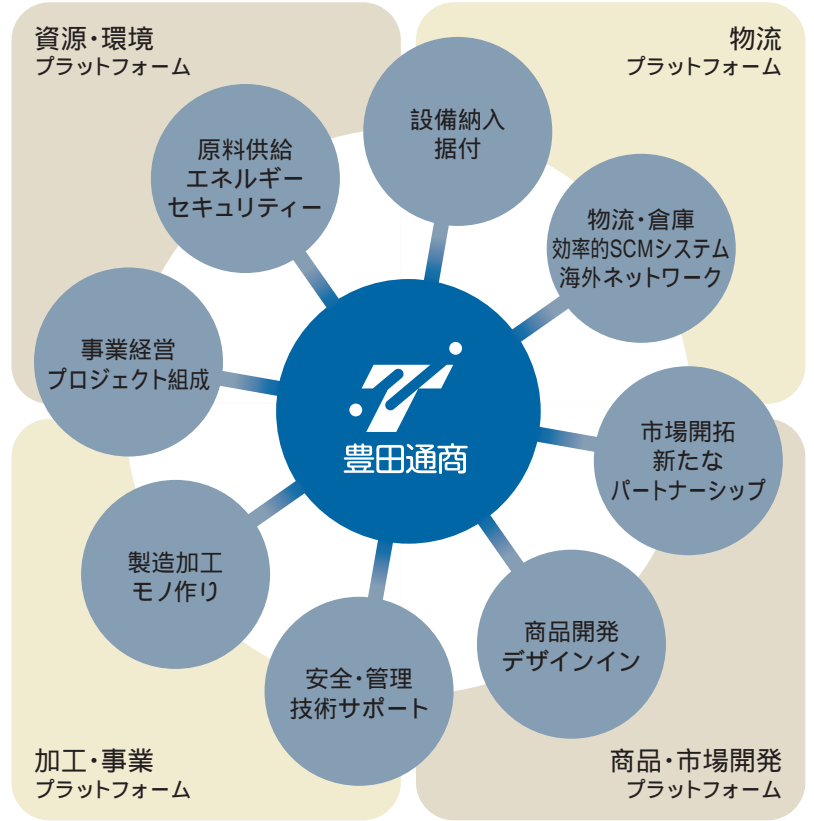 資源・環境
プラットフォーム
物流
プラットフォーム
設備納入
据付
原料供給
エネルギー
セキュリティー
物流・倉庫
効率的SCMシステム
海外ネットワーク
事業経営
プロジェクト組成
豊田通商
市場開拓
新たな
パートナーシップ
製造加工
モノ作り
商品開発
デザインイン
安全・管理
技術サポート
加工・事業
プラットフォーム
商品・市場開発
プラットフォーム